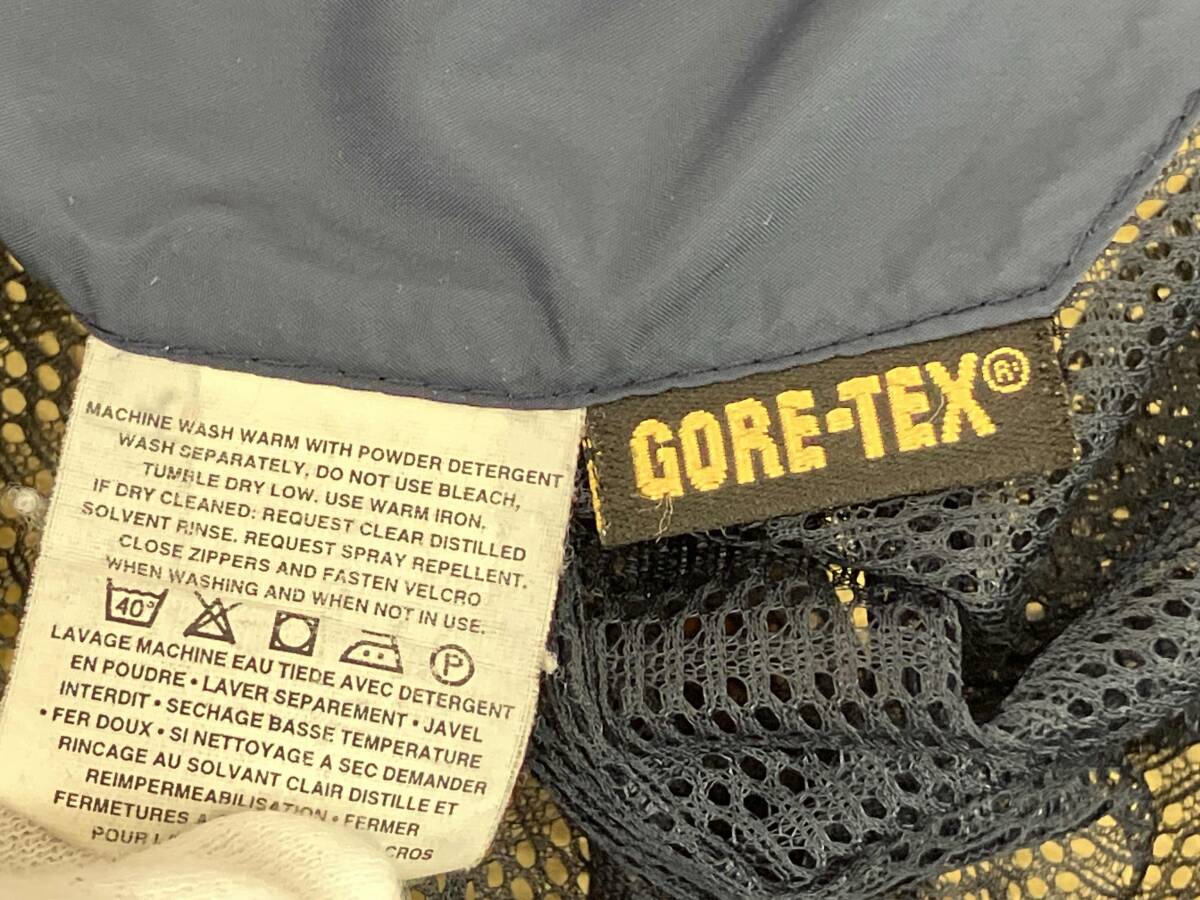 MACHINE WASH WARM WITH POWDER DETERGENT
WASH SEPARATELY, DO NOT USE BLEACH,
TUMBLE DRY LOW. USE WARM IRON.
IF DRY CLEANED: REQUEST CLEAR DISTILLED
SOLVENT RINSE. REQUEST SPRAY REPELLENT.
CLOSE ZIPPERS AND FASTEN VELCRO
WHEN WASHING AND WHEN NOT IN USE.
40° P
LAVAGE MACHINE EAU TIEDE AVEC DETERGENT
EN POUDRE • LAVER SEPAREMENT • JAVEL
INTERDIT • SECHAGE BASSE TEMPERATURE
• FER DOUX • SI NETTOYAGE A SEC DEMANDER
RINCAGE AU SOLVANT CLAIR DISTILLE ET
REIMPERMEABILISATION • FERMER
FERMETURES
POUR
GORE-TEX®